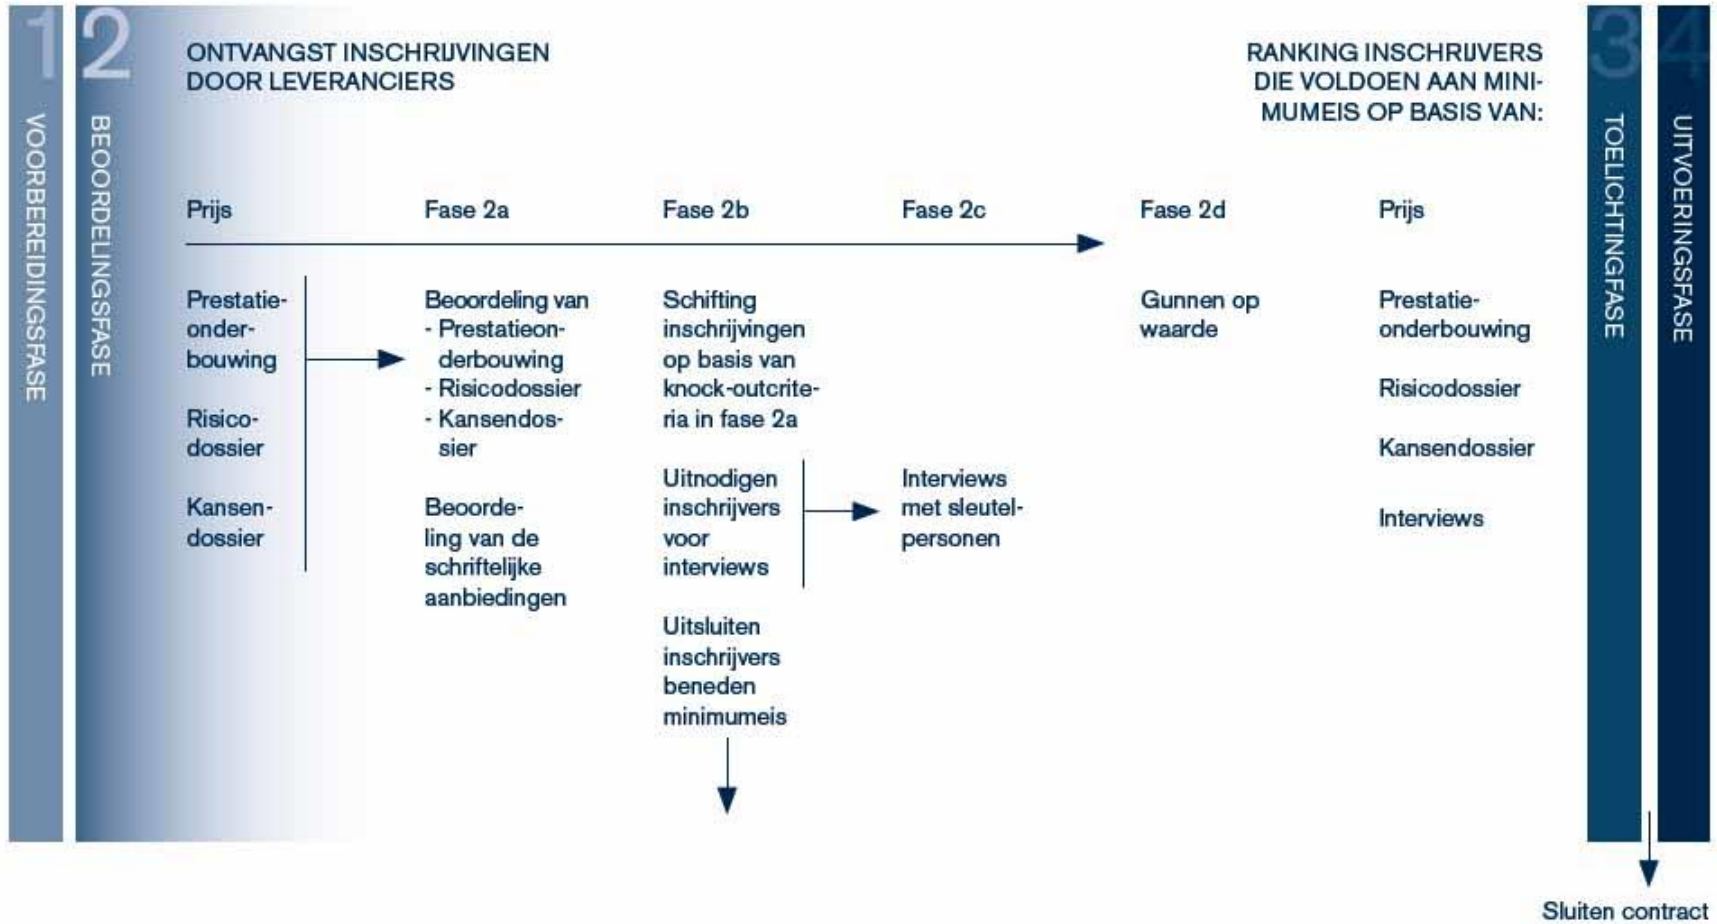 1
VOORBEREIDINGSFASE
2
BEOORDELINGSFASE
ONTVANGST INSCHRIJVINGEN
DOOR LEVERANCIERS
RANKING INSCHRIJVERS
DIE VOLDOEN AAN MINI-
MUMEIS OP BASIS VAN:
Prijs
Prestatie-
onder-
bouwing
Risico-
dossier
Kansen-
dossier
Fase 2a
Beoordeling van
- Prestatieon-
derbouwing
- Risicodossier
- Kansendos-
sier
Beoorde-
ling van de
schriftelijke
aanbiedingen
Fase 2b
Schifting
inschrijvingen
op basis van
knock-outcrite-
ria in fase 2a
Uitnodigen
inschrijvers
voor
interviews
Uitsluiten
inschrijvers
beneden
minimumeis
Fase 2c
Interviews
met sleutel-
personen
Fase 2d
Gunnen op
waarde
Prijs
Prestatie-
onderbouwing
Risicodossier
Kansendossier
Interviews
3
TOELICHTINGFASE
4
UITVOERINGSFASE
Sluiten contract